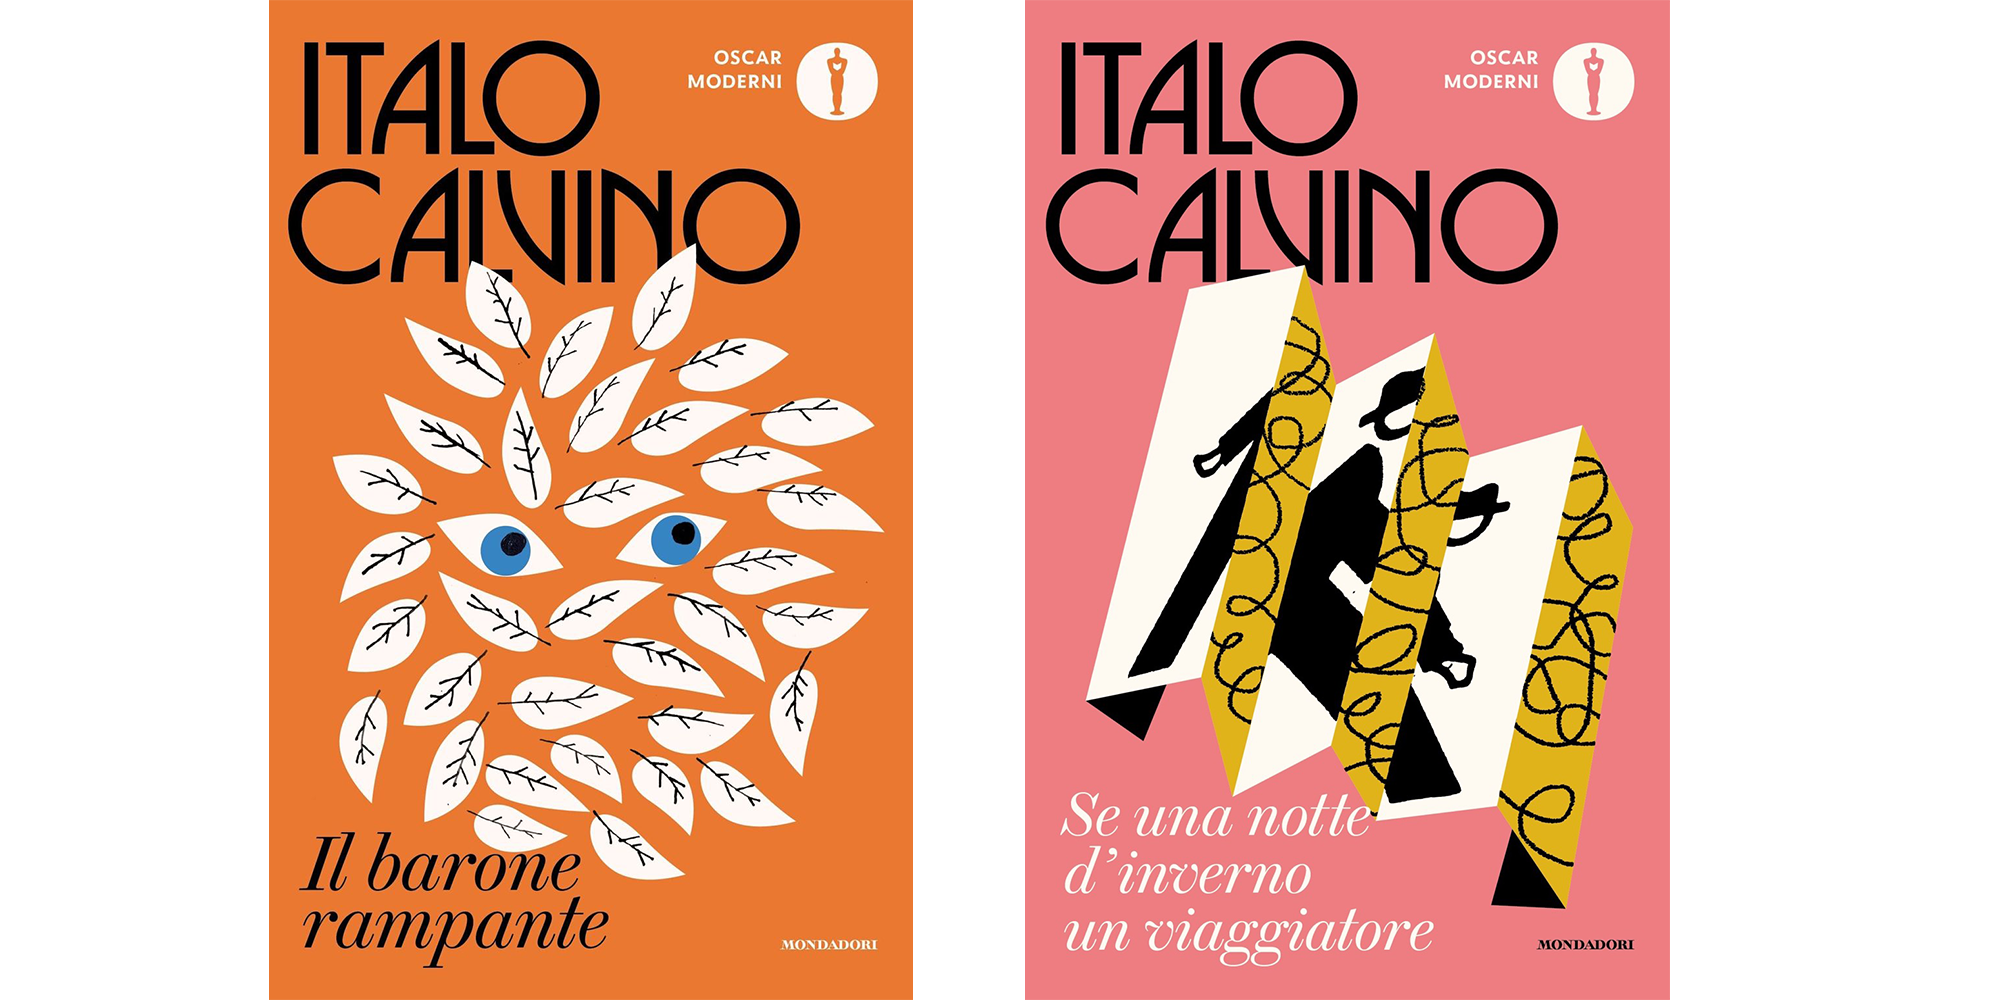 ITALO
CALVINO
OSCAR
MODERNI
Il barone
rampante
MONDADORI
ITALO
CALVINO
OSCAR
MODERNI
Se una notte
d'inverno
un viaggiatore
MONDADORI